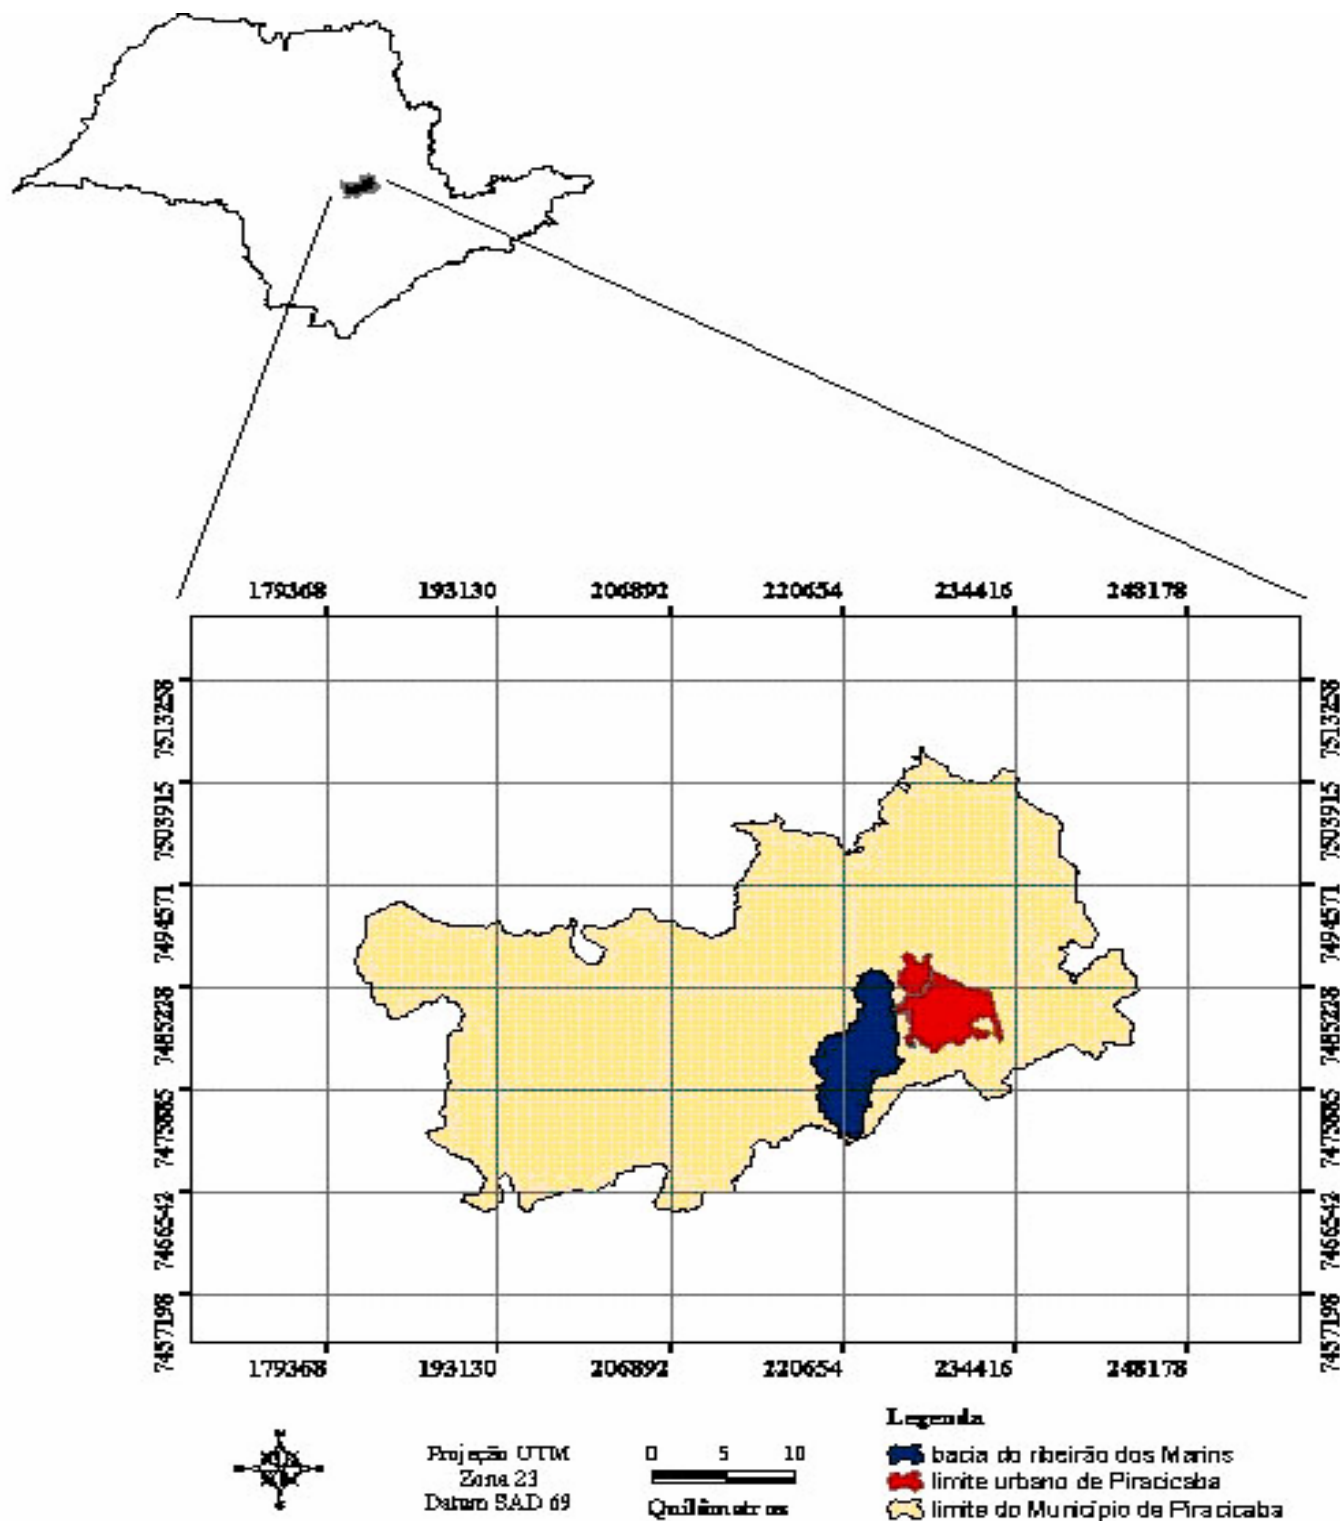 179368 193130 206892 220654 234416 248178
7513258 7513258
7503915 7503915
7494571 7494571
7485228 7485228
7475885 7475885
7466542 7466542
7457198 7457198
179368 193130 206892 220654 234416 248178
Legenda
Projeção UTM
Zona 23
Datum SAD 69
0 5 10
Quilômetros
bacia do ribeirão dos Marins
limite urbano de Piracicaba
limite do Município de Piracicaba